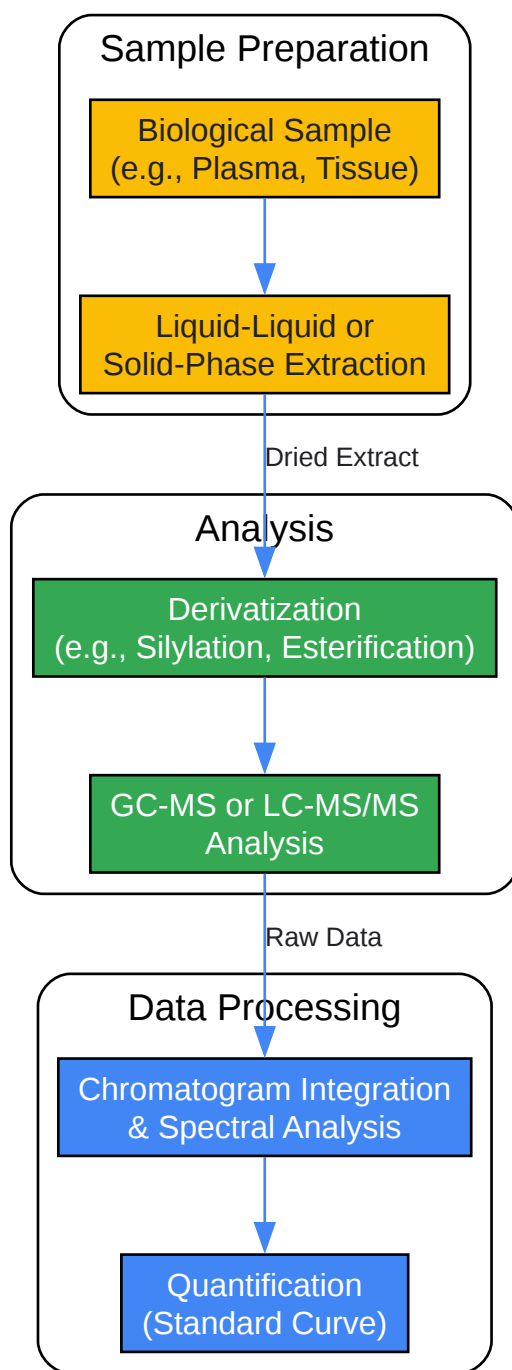 Sample Preparation
Biological Sample
(e.g., Plasma, Tissue)
Liquid-Liquid or
Solid-Phase Extraction
Dried Extract
Analysis
Derivatization
(e.g., Silylation, Esterification)
GC-MS or LC-MS/MS
Analysis
Raw Data
Data Processing
Chromatogram Integration
& Spectral Analysis
Quantification
(Standard Curve)